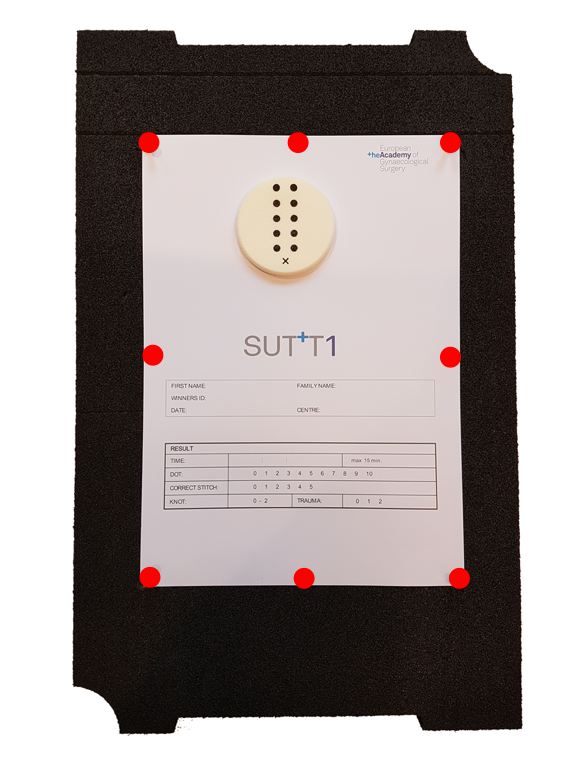 European
+heAcademy of
Gynaecological
Surgery
×
SUT+T1
FIRST NAME: FAMILY NAME:
WINNERS ID:
DATE: CENTRE:
RESULT
TIME: : : max 15 min.
DOT: 0 1 2 3 4 5 6 7 8 9 10
CORRECT STITCH: 0 1 2 3 4 5
KNOT: 0 - 2 TRAUMA: 0 1 2